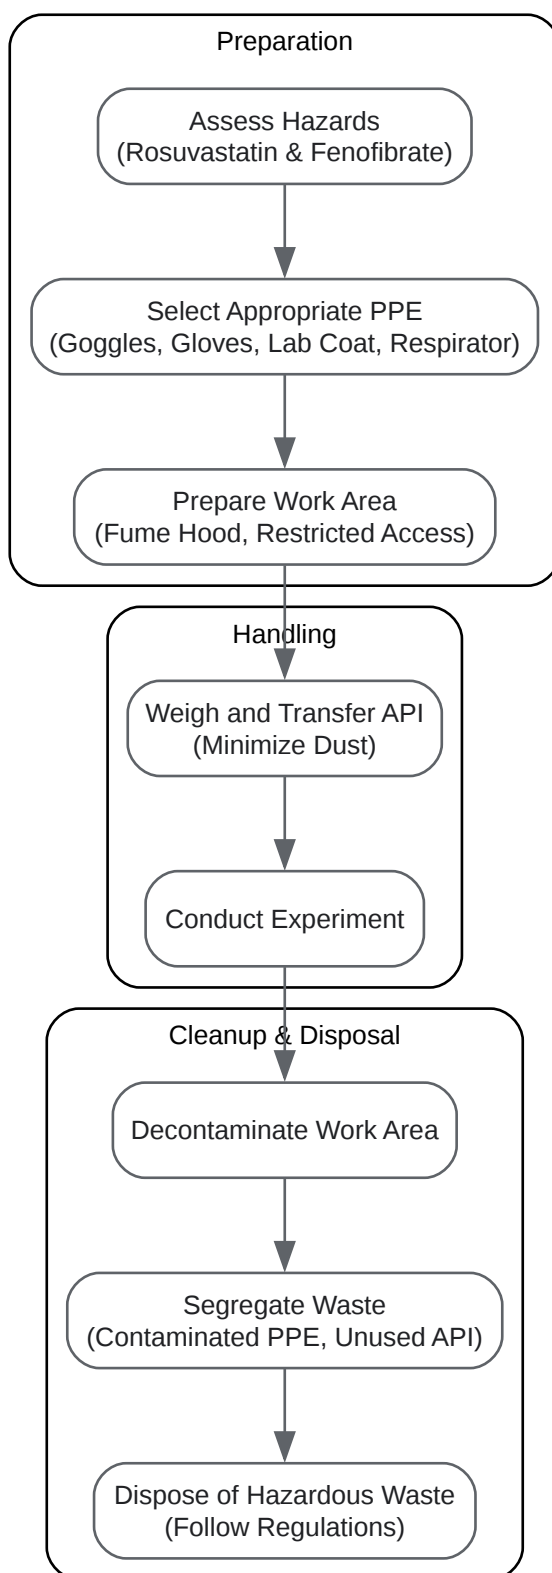 Preparation
Assess Hazards
(Rosuvastatin & Fenofibrate)
Select Appropriate PPE
(Goggles, Gloves, Lab Coat, Respirator)
Prepare Work Area
(Fume Hood, Restricted Access)
Handling
Weigh and Transfer API
(Minimize Dust)
Conduct Experiment
Cleanup & Disposal
Decontaminate Work Area
Segregate Waste
(Contaminated PPE, Unused API)
Dispose of Hazardous Waste
(Follow Regulations)